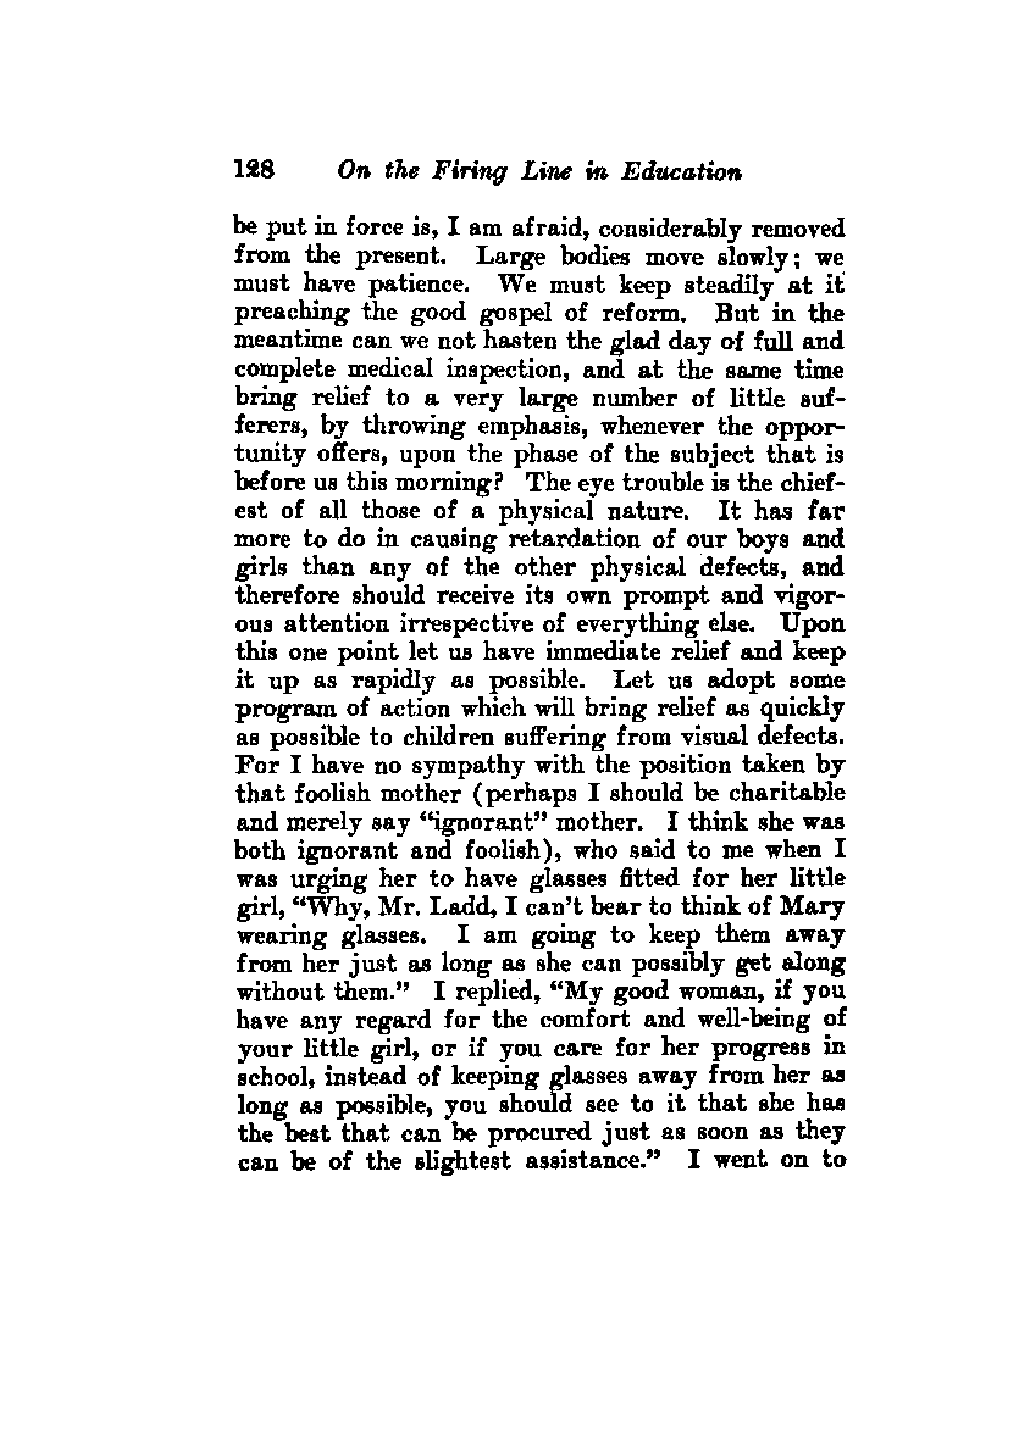 128 On the Firing Line in Education
be put in force is, I am afraid, considerably removed
from the present. Large bodies move slowly; we
must have patience. We must keep steadily at it
preaching the good gospel of reform. But in the
meantime can we not hasten the glad day of full and
complete medical inspection, and at the same time
bring relief to a very large number of little suf-
ferers, by throwing emphasis, whenever the oppor-
tunity offers, upon the phase of the subject that is
before us this morning? The eye trouble is the chief-
est of all those of a physical nature. It has far
more to do in causing retardation of our boys and
girls than any of the other physical defects, and
therefore should receive its own prompt and vigor-
ous attention irrespective of everything else. Upon
this one point let us have immediate relief and keep
it up as rapidly as possible. Let us adopt some
program of action which will bring relief as quickly
as possible to children suffering from visual defects.
For I have no sympathy with the position taken by
that foolish mother (perhaps I should be charitable
and merely say “ignorant” mother. I think she was
both ignorant and foolish), who said to me when I
was urging her to have glasses fitted for her little
girl, “Why, Mr. Ladd, I can’t bear to think of Mary
wearing glasses. I am going to keep them away
from her just as long as she can possibly get along
without them.” I replied, “My good woman, if you
have any regard for the comfort and well-being of
your little girl, or if you care for her progress in
school, instead of keeping glasses away from her as
long as possible, you should see to it that she has
the best that can be procured just as soon as they
can be of the slightest assistance.” I went on to